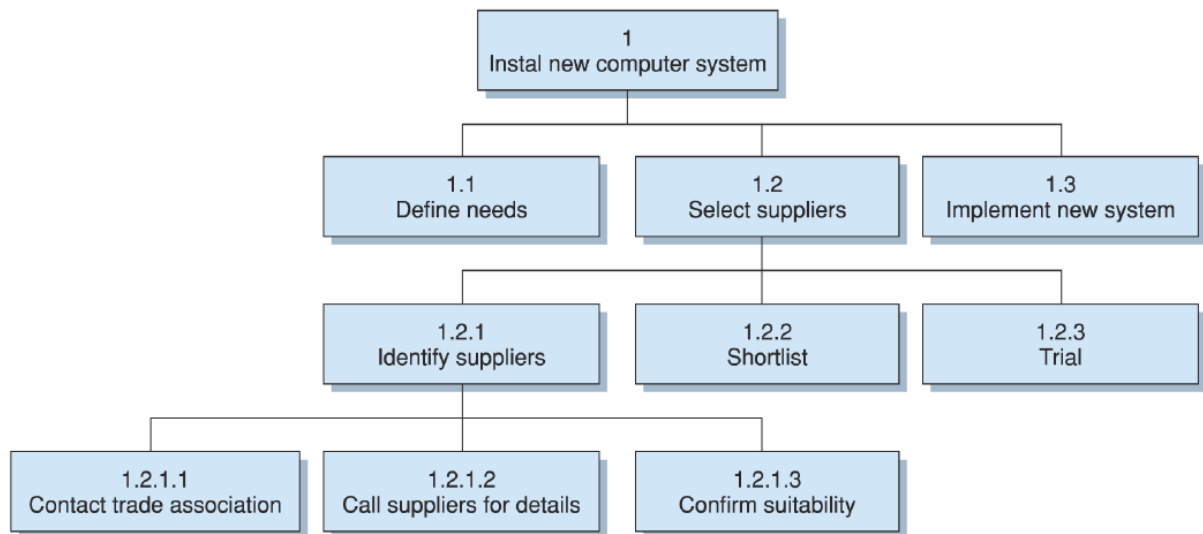 1
Instal new computer system
1.1
Define needs
1.2
Select suppliers
1.3
Implement new system
1.2.1
Identify suppliers
1.2.2
Shortlist
1.2.3
Trial
1.2.1.1
Contact trade association
1.2.1.2
Call suppliers for details
1.2.1.3
Confirm suitability